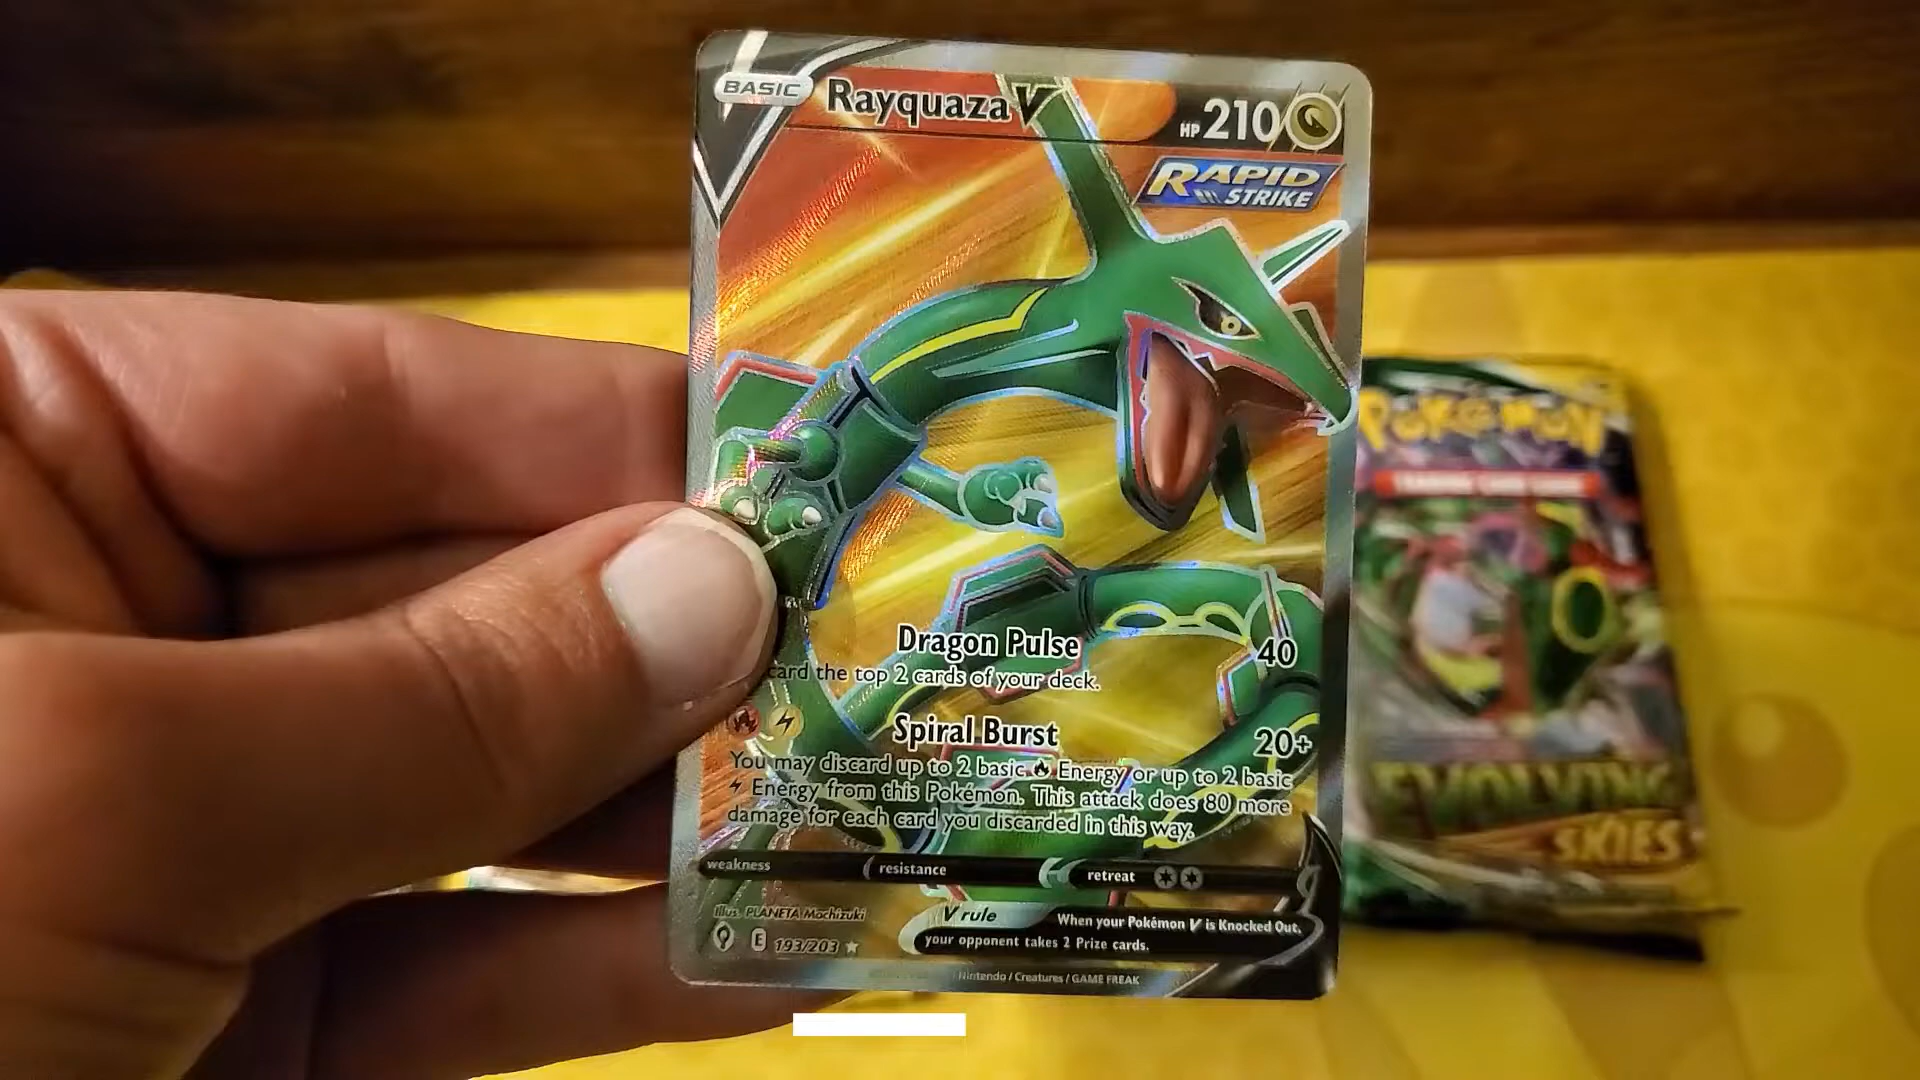 BASIC
Rayquaza V
HP 210
RAPID
STRIKE
Dragon Pulse 40
card the top 2 cards of your deck.
Spiral Burst 20+
You may discard up to 2 basic Energy or up to 2 basic
Energy from this Pokémon. This attack does 80 more
damage for each card you discarded in this way.
weakness resistance retreat
Illus. PLANETA Mochizuki
V rule When your Pokémon V is Knocked Out,
your opponent takes 2 Prize cards.
E 193/203
Nintendo / Creatures / GAME FREAK
POKéMON
TRADING CARD GAME
EVOLVING
SKIES